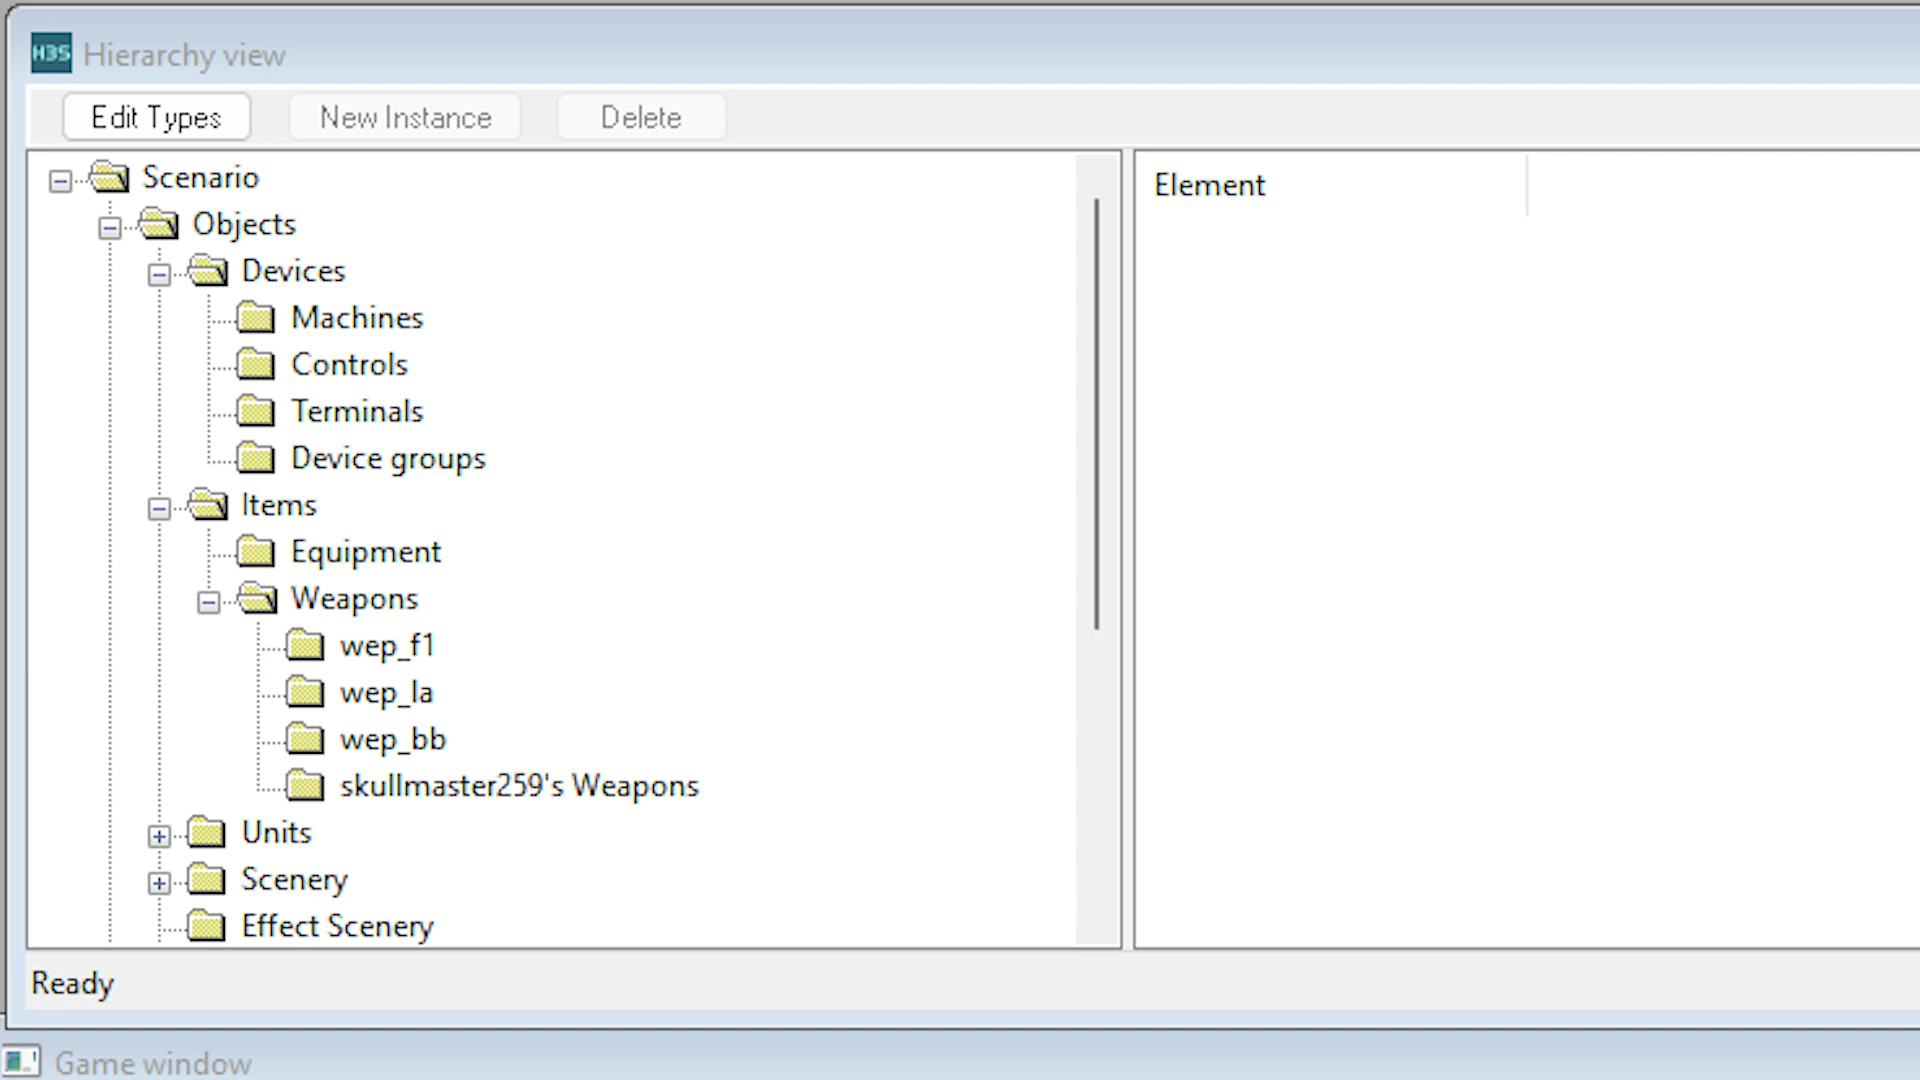 H3S Hierarchy view
Edit Types New Instance Delete
Scenario
Element
Objects
Devices
Machines
Controls
Terminals
Device groups
Items
Equipment
Weapons
wep_f1
wep_la
wep_bb
skullmaster259's Weapons
Units
Scenery
Effect Scenery
Ready
Game window